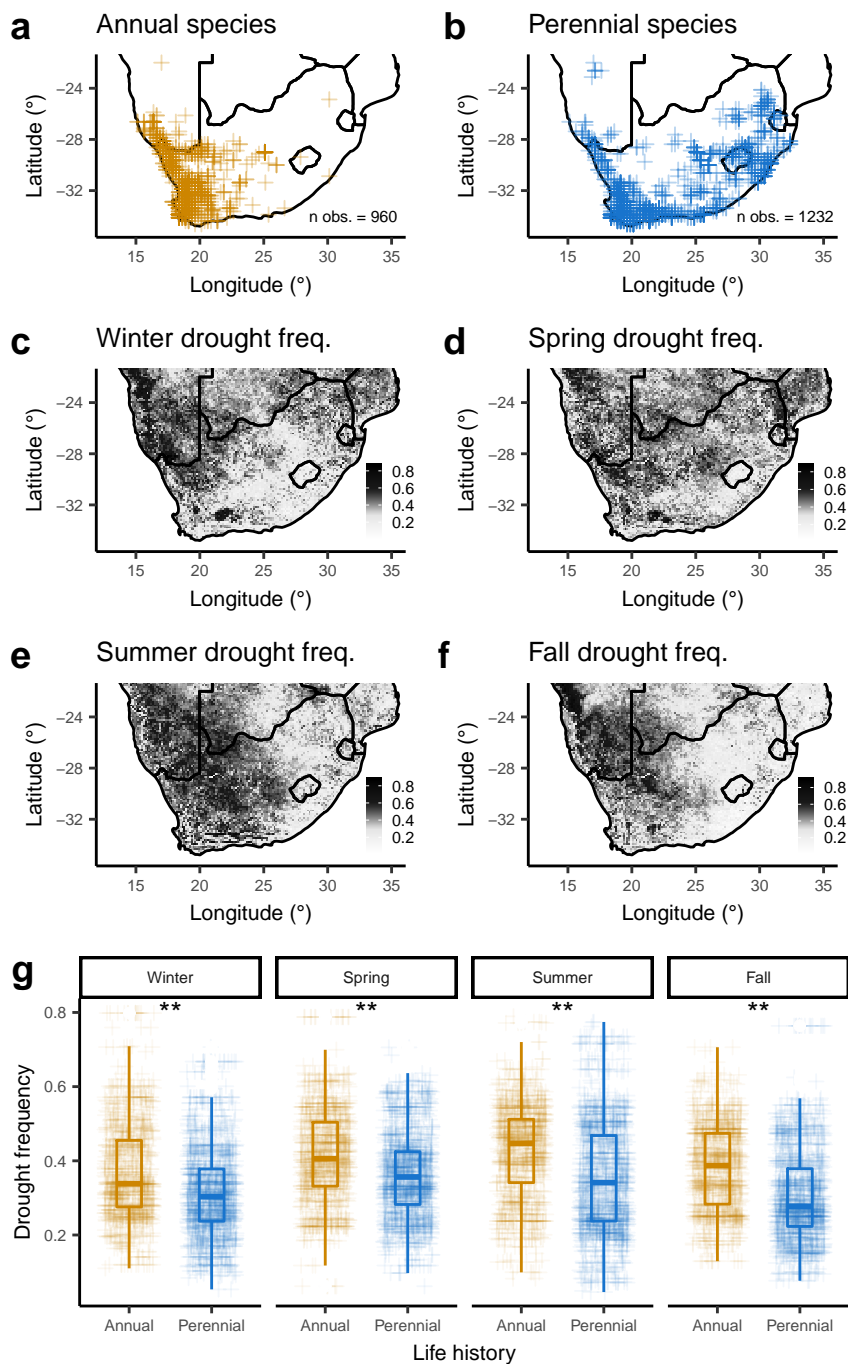 a Annual species
−24
−28
−32
Latitude (°)
n obs. = 960
15 20 25 30 35
Longitude (°)
b Perennial species
−24
−28
−32
Latitude (°)
n obs. = 1232
15 20 25 30 35
Longitude (°)
c Winter drought freq.
−24
−28
−32
Latitude (°)
0.8
0.6
0.4
0.2
15 20 25 30 35
Longitude (°)
d Spring drought freq.
−24
−28
−32
Latitude (°)
0.8
0.6
0.4
0.2
15 20 25 30 35
Longitude (°)
e Summer drought freq.
−24
−28
−32
Latitude (°)
0.8
0.6
0.4
0.2
15 20 25 30 35
Longitude (°)
f Fall drought freq.
−24
−28
−32
Latitude (°)
0.8
0.6
0.4
0.2
15 20 25 30 35
Longitude (°)
g
Winter Spring Summer Fall
** ** ** **
0.8
0.6
0.4
0.2
Drought frequency
Annual Perennial Annual Perennial Annual Perennial Annual Perennial
Life history